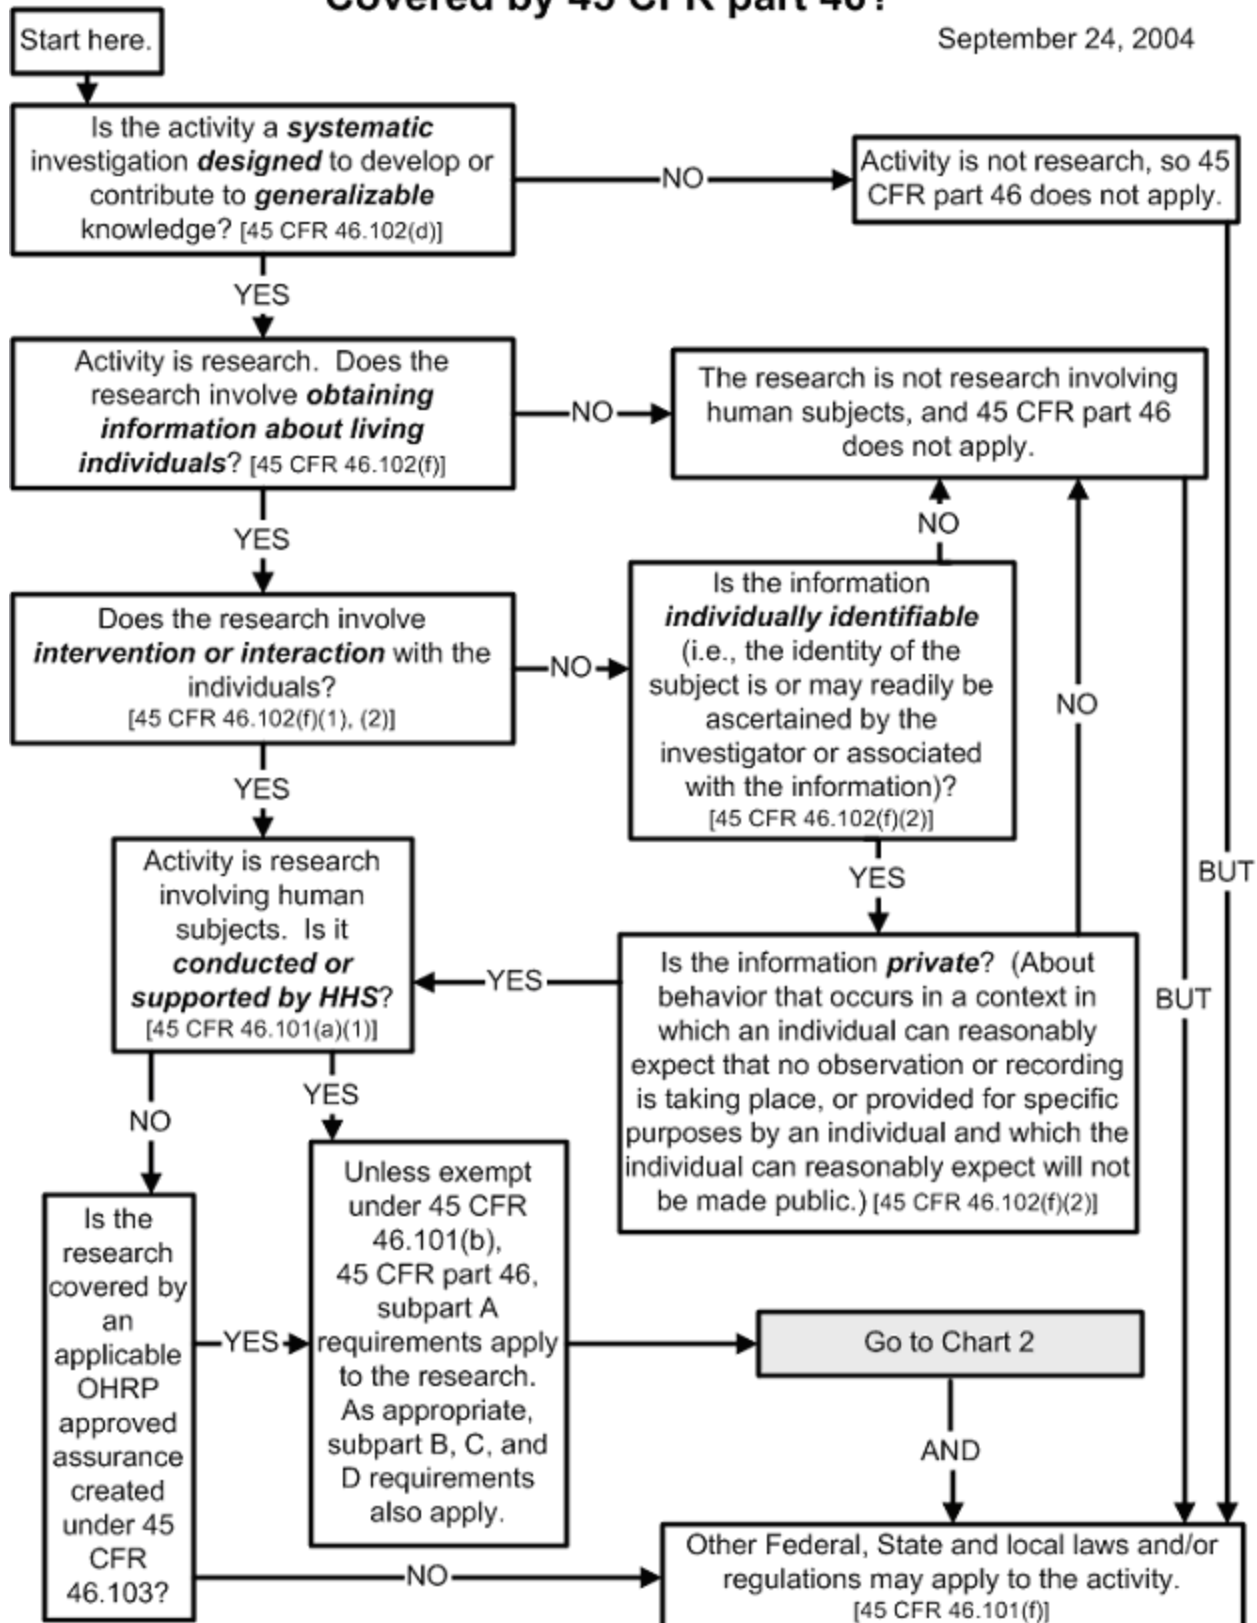 Covered by 45 CFR part 46?
Start here.
September 24, 2004
Is the activity a systematic
investigation designed to develop or
contribute to generalizable
knowledge? [45 CFR 46.102(d)]
NO
Activity is not research, so 45
CFR part 46 does not apply.
YES
Activity is research. Does the
research involve obtaining
information about living
individuals? [45 CFR 46.102(f)]
NO
The research is not research involving
human subjects, and 45 CFR part 46
does not apply.
YES
NO
Does the research involve
intervention or interaction with the
individuals?
[45 CFR 46.102(f)(1), (2)]
NO
Is the information
individually identifiable
(i.e., the identity of the
subject is or may readily be
ascertained by the
investigator or associated
with the information)?
[45 CFR 46.102(f)(2)]
NO
YES
YES
BUT
Activity is research
involving human
subjects. Is it
conducted or
supported by HHS?
[45 CFR 46.101(a)(1)]
YES
Is the information private? (About
behavior that occurs in a context in
which an individual can reasonably
expect that no observation or recording
is taking place, or provided for specific
purposes by an individual and which the
individual can reasonably expect will not
be made public.) [45 CFR 46.102(f)(2)]
BUT
NO
YES
Is the
research
covered by
an
applicable
OHRP
approved
assurance
created
under 45
CFR
46.103?
YES
Unless exempt
under 45 CFR
46.101(b),
45 CFR part 46,
subpart A
requirements apply
to the research.
As appropriate,
subpart B, C, and
D requirements
also apply.
Go to Chart 2
AND
NO
Other Federal, State and local laws and/or
regulations may apply to the activity.
[45 CFR 46.101(f)]